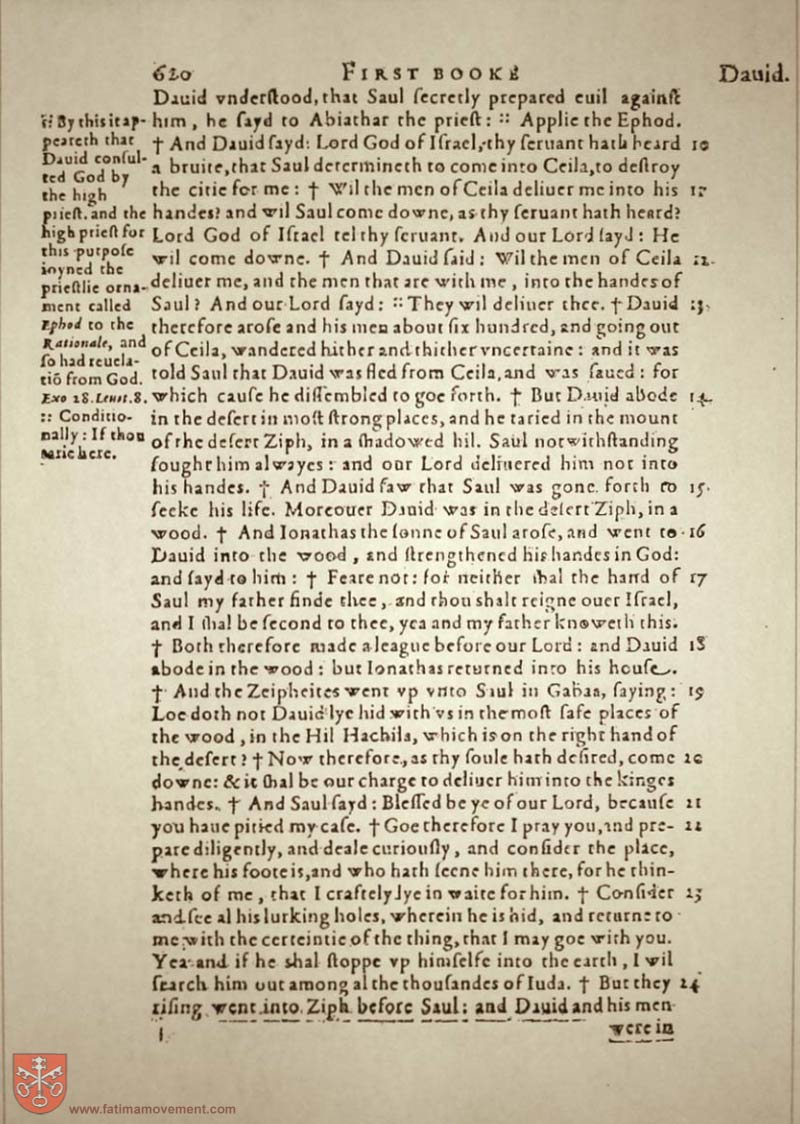 620
FIRST BOOKE
Dauid.
Dauid vnderſtood, that Saul ſecretly prepared euil againſt
him, he ſayd to Abiathar the prieſt: :: Applie the Ephod.
† And Dauid ſayd: Lord God of Iſrael, thy ſeruant hath heard 10
a bruite, that Saul determineth to come into Ceila, to deſtroy
the citie for me: † Wil the men of Ceila deliuer me into his 11
handes? and wil Saul come downe, as thy ſeruant hath heard?
Lord God of Iſrael tel thy ſeruant. And our Lord ſayd: He
wil come downe. † And Dauid ſaid: Wil the men of Ceila 12.
deliuer me, and the men that are with me, into the handes of
Saul? And our Lord ſayd: :: They wil deliuer thee. † Dauid 13.
therefore aroſe and his men about ſix hundred, and going out
of Ceila, wandered hither and thither vncertaine: and it was
told Saul that Dauid was fled from Ceila, and was ſaued: for
which cauſe he diſſembled to goe forth. † But Dauid abode 14.
in the deſert in moſt ſtrong places, and he taried in the mount
of the deſert Ziph, in a ſhadowed hil. Saul notwithſtanding
ſought him alwayes: and our Lord deliuered him not into
his handes. † And Dauid ſaw that Saul was gone forth to 15.
ſeeke his life. Moreouer Dauid was in the deſert Ziph, in a
wood. † And Ionathas the ſonne of Saul aroſe, and went to 16
Dauid into the wood, and ſtrengthened his handes in God:
and ſayd to him: † Feare not: for neither ſhal the hand of 17
Saul my father finde thee, and thou ſhalt reigne ouer Iſrael,
and I ſhal be ſecond to thee, yea and my father knoweth this.
† Both therefore made a league before our Lord: and Dauid 18
abode in the wood: but Ionathas returned into his houſe.
† And the Zeipheites went vp vnto Saul in Gabaa, ſaying: 19
Loe doth not Dauid lye hid with vs in the moſt ſafe places of
the wood, in the Hil Hachila, which is on the right hand of
the deſert? † Now therefore, as thy ſoule hath deſired, come 20
downe: & it ſhal be our charge to deliuer him into the kinges
handes. † And Saul ſayd: Bleſſed be ye of our Lord, becauſe 21
you haue pitied my caſe. † Goe therefore I pray you, and pre- 22
pare diligently, and deale curiouſly, and conſider the place,
where his foote is, and who hath ſeene him there, for he thin-
keth of me, that I craftely lye in waite for him. † Conſider 23
and ſee al his lurking holes, wherein he is hid, and returne to
me with the certeintie of the thing, that I may goe with you.
Yea and if he ſhal ſtoppe vp himſelfe into the earth, I wil
ſearch him out among al the thouſandes of Iuda. † But they 24
riſing went into Ziph before Saul: and Dauid and his men
were in
:: By this it ap-
peareth that
Dauid conſul-
ted God by
the high
prieſt. and the
high prieſt for
this purpoſe
ioyned the
prieſtlie orna-
ment called
Ephod to the
Rationale, and
ſo had reuela-
tiō from God.
Exo 28. Leuit. 8.
:: Conditio-
nally: If thou
tarie here.
www.fatimamovement.com